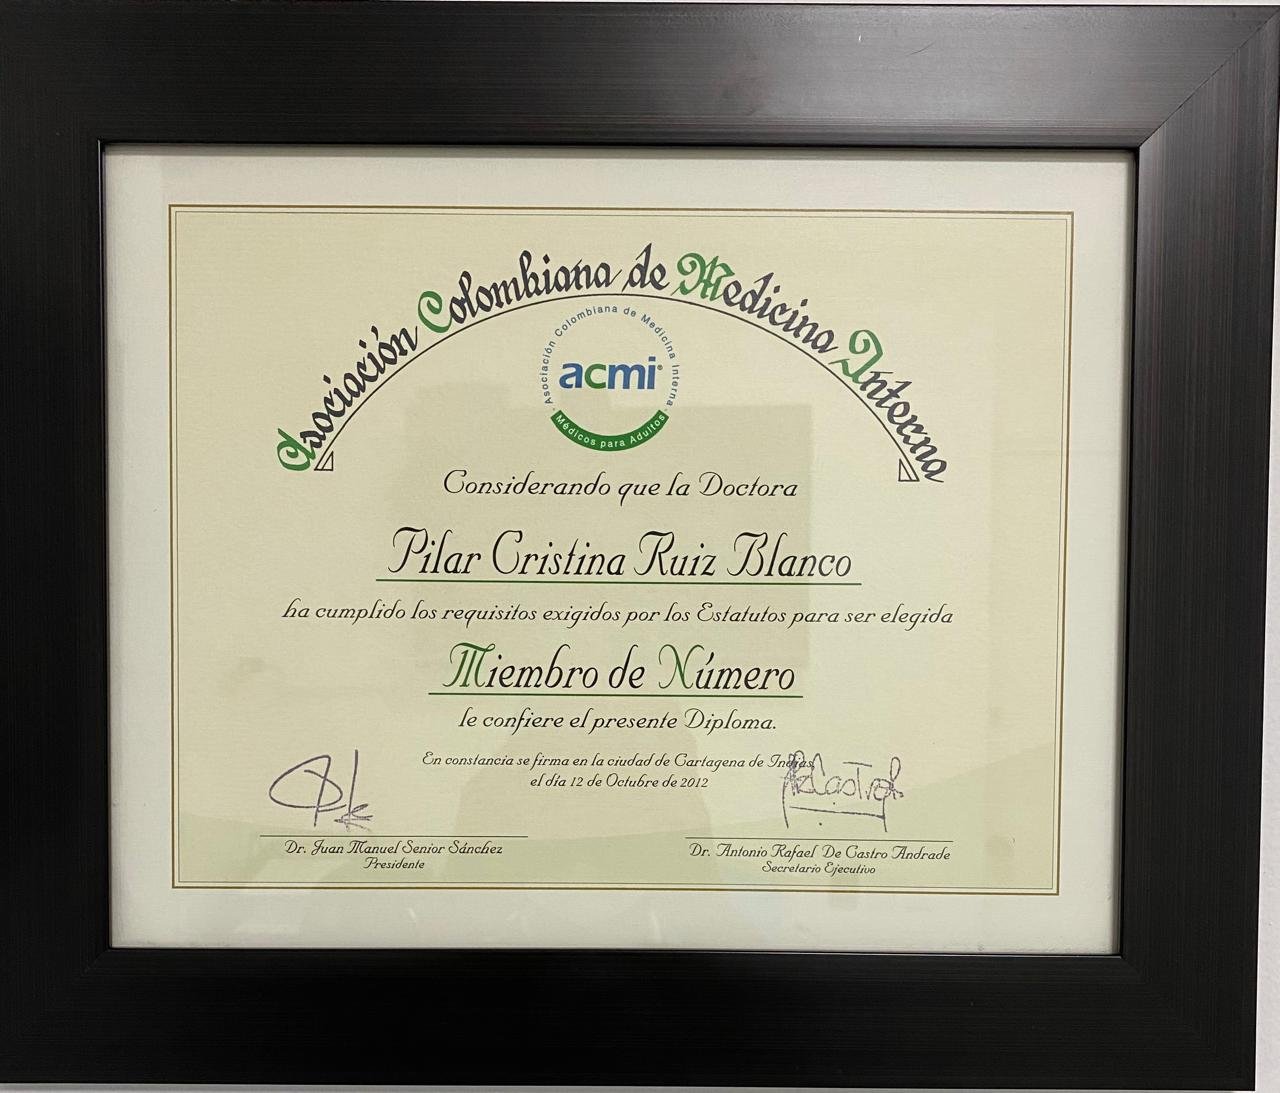 Asociación Colombiana de Medicina Interna
Asociación Colombiana de Medicina Interna
acmi®
Médicos para Adultos
Considerando que la Doctora
Pilar Cristina Ruiz Blanco
ha cumplido los requisitos exigidos por los Estatutos para ser elegida
Miembro de Número
le confiere el presente Diploma.
En constancia se firma en la ciudad de Cartagena de Indias,
el día 12 de Octubre de 2012
Dr. Juan Manuel Senior Sánchez
Presidente
Dr. Antonio Rafael De Castro Andrade
Secretario Ejecutivo